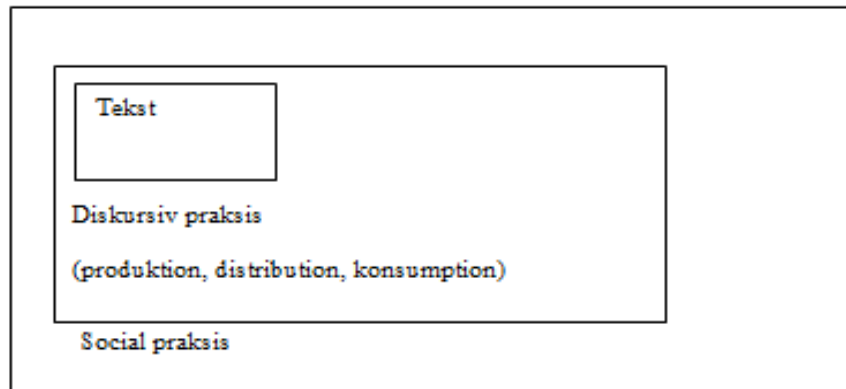 Tekst
Diskursiv praksis
(produktion, distribution, konsumption)
Social praksis